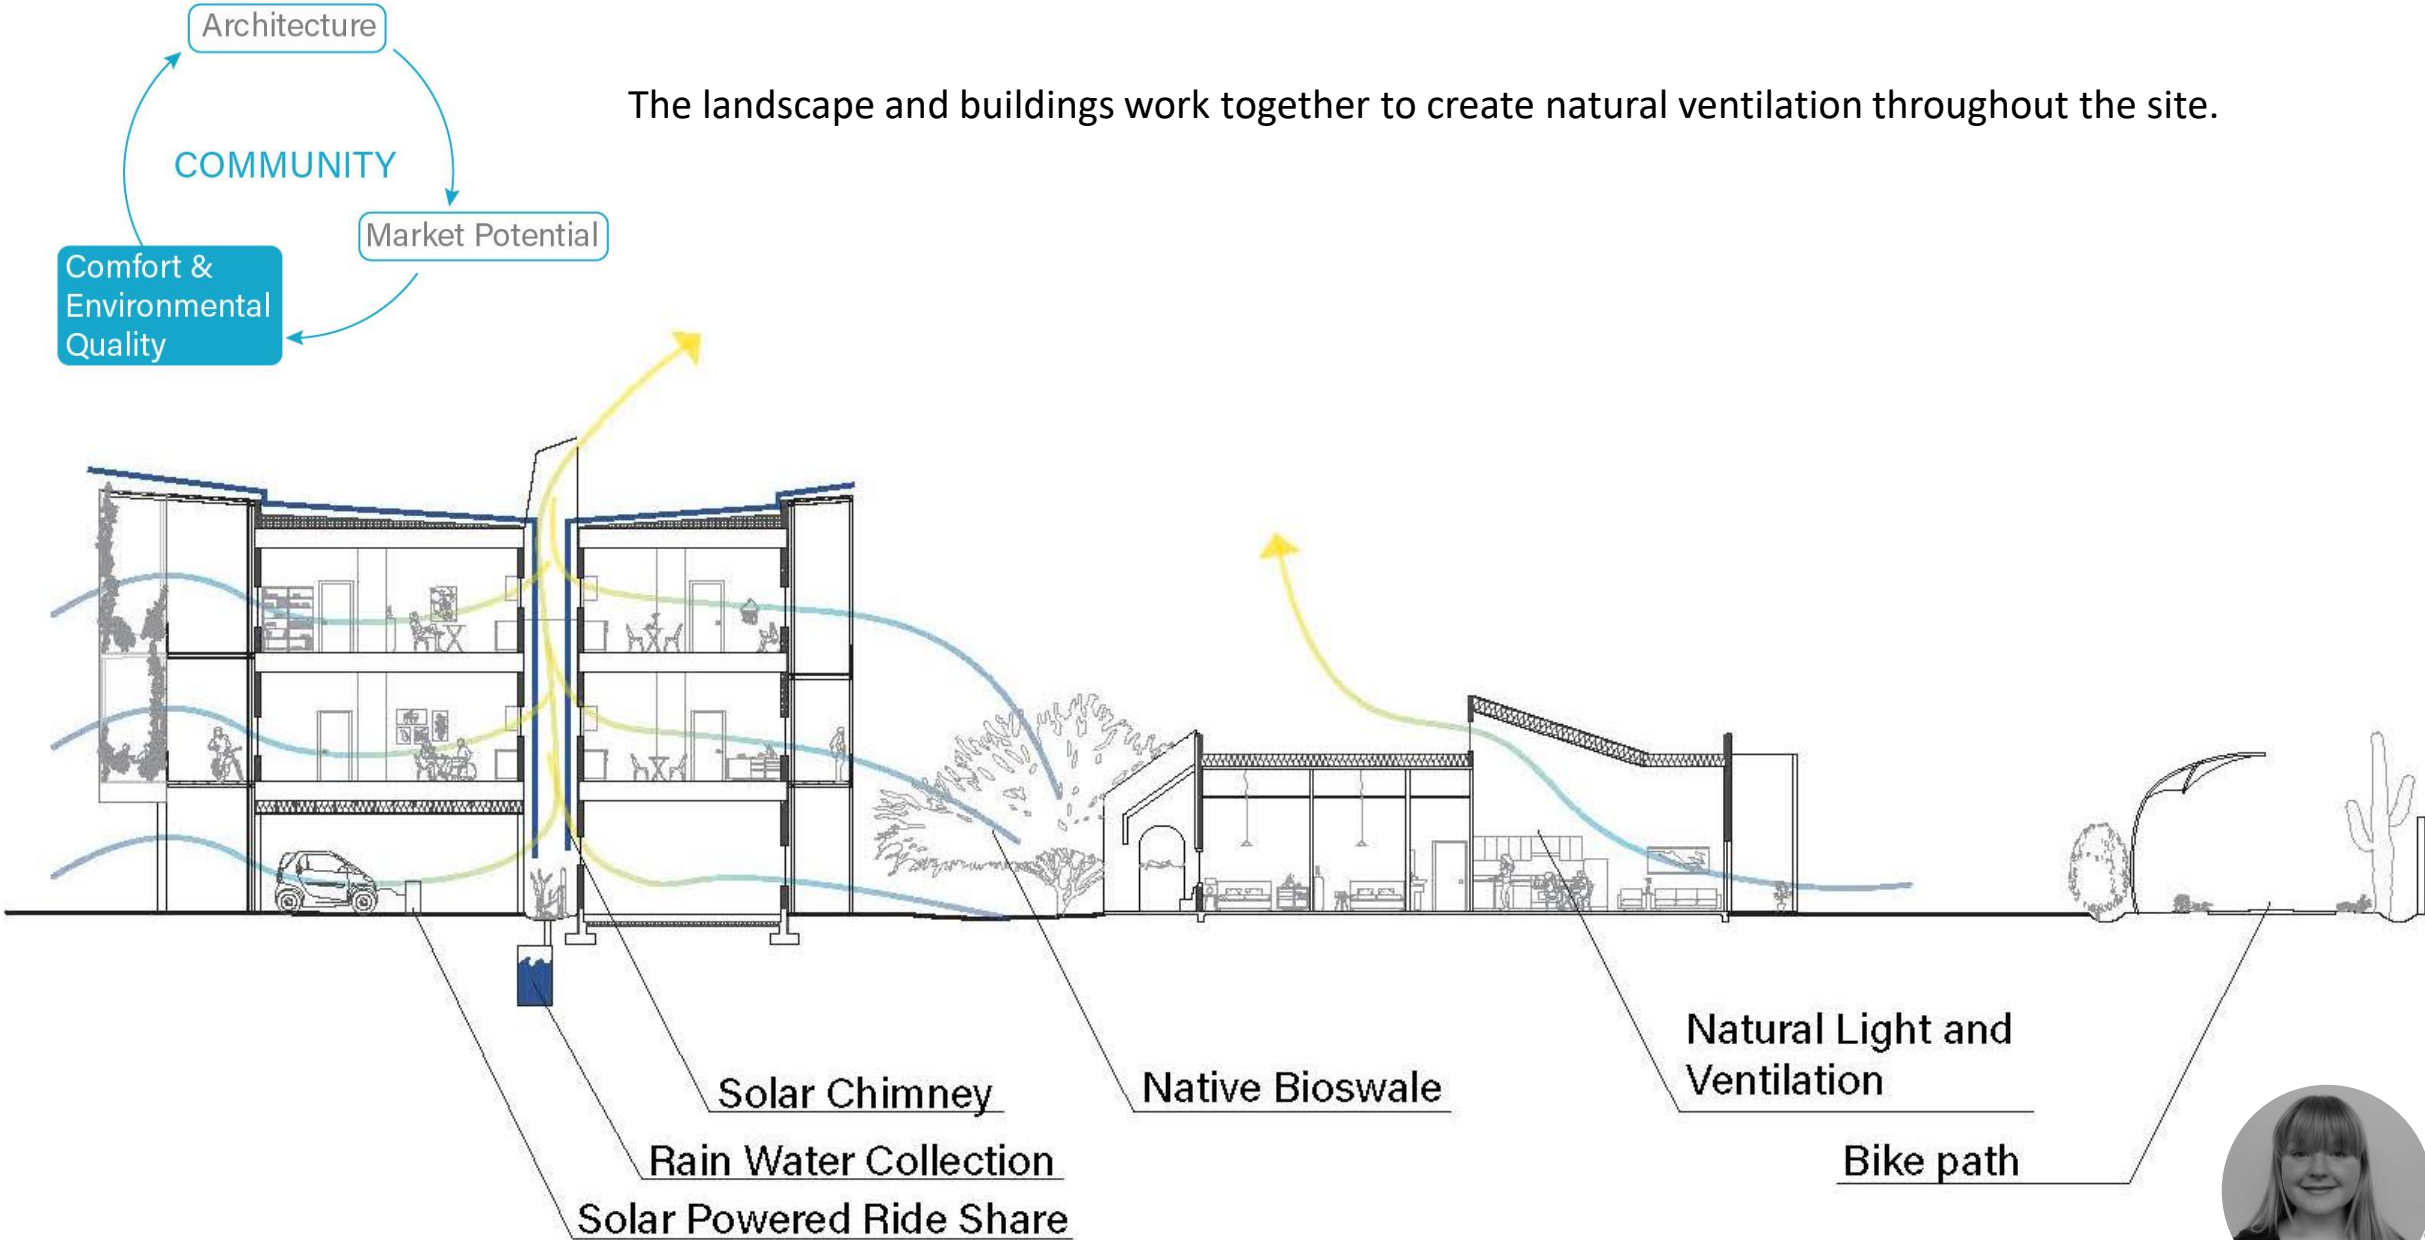 Architecture
The landscape and buildings work together to create natural ventilation throughout the site.
COMMUNITY
Market Potential
Comfort &
Environmental
Quality
Natural Light and
Ventilation
Solar Chimney
Native Bioswale
Rain Water Collection
Bike path
Solar Powered Ride Share